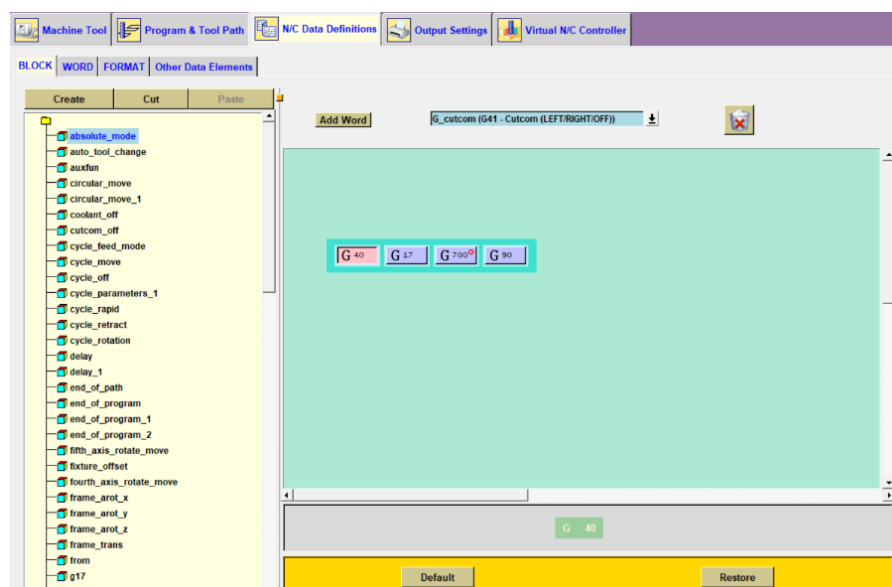 Machine Tool Program & Tool Path N/C Data Definitions Output Settings Virtual N/C Controller
BLOCK WORD FORMAT Other Data Elements
Create Cut Paste
Add Word G_cutcom (G41 - Cutcom (LEFT/RIGHT/OFF))
absolute_mode
auto_tool_change
auxfun
circular_move
circular_move_1
coolant_off
cutcom_off
cycle_feed_mode
cycle_move
cycle_off
cycle_parameters_1
cycle_rapid
cycle_retract
cycle_rotation
delay
delay_1
end_of_path
end_of_program
end_of_program_1
end_of_program_2
fifth_axis_rotate_move
fixture_offset
fourth_axis_rotate_move
frame_arot_x
frame_arot_y
frame_arot_z
frame_trans
from
g17
G 40 G 17 G 700 G 90
G 40
Default Restore